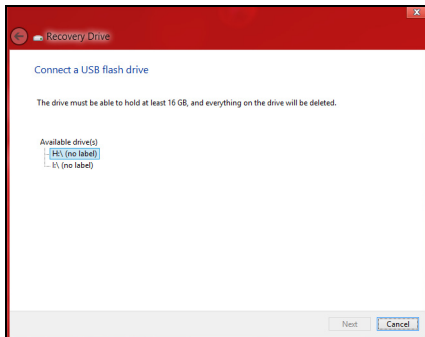 Recovery Drive
Connect a USB flash drive
The drive must be able to hold at least 16 GB, and everything on the drive will be deleted.
Available drive(s)
H:\ (no label)
I:\ (no label)
Next Cancel